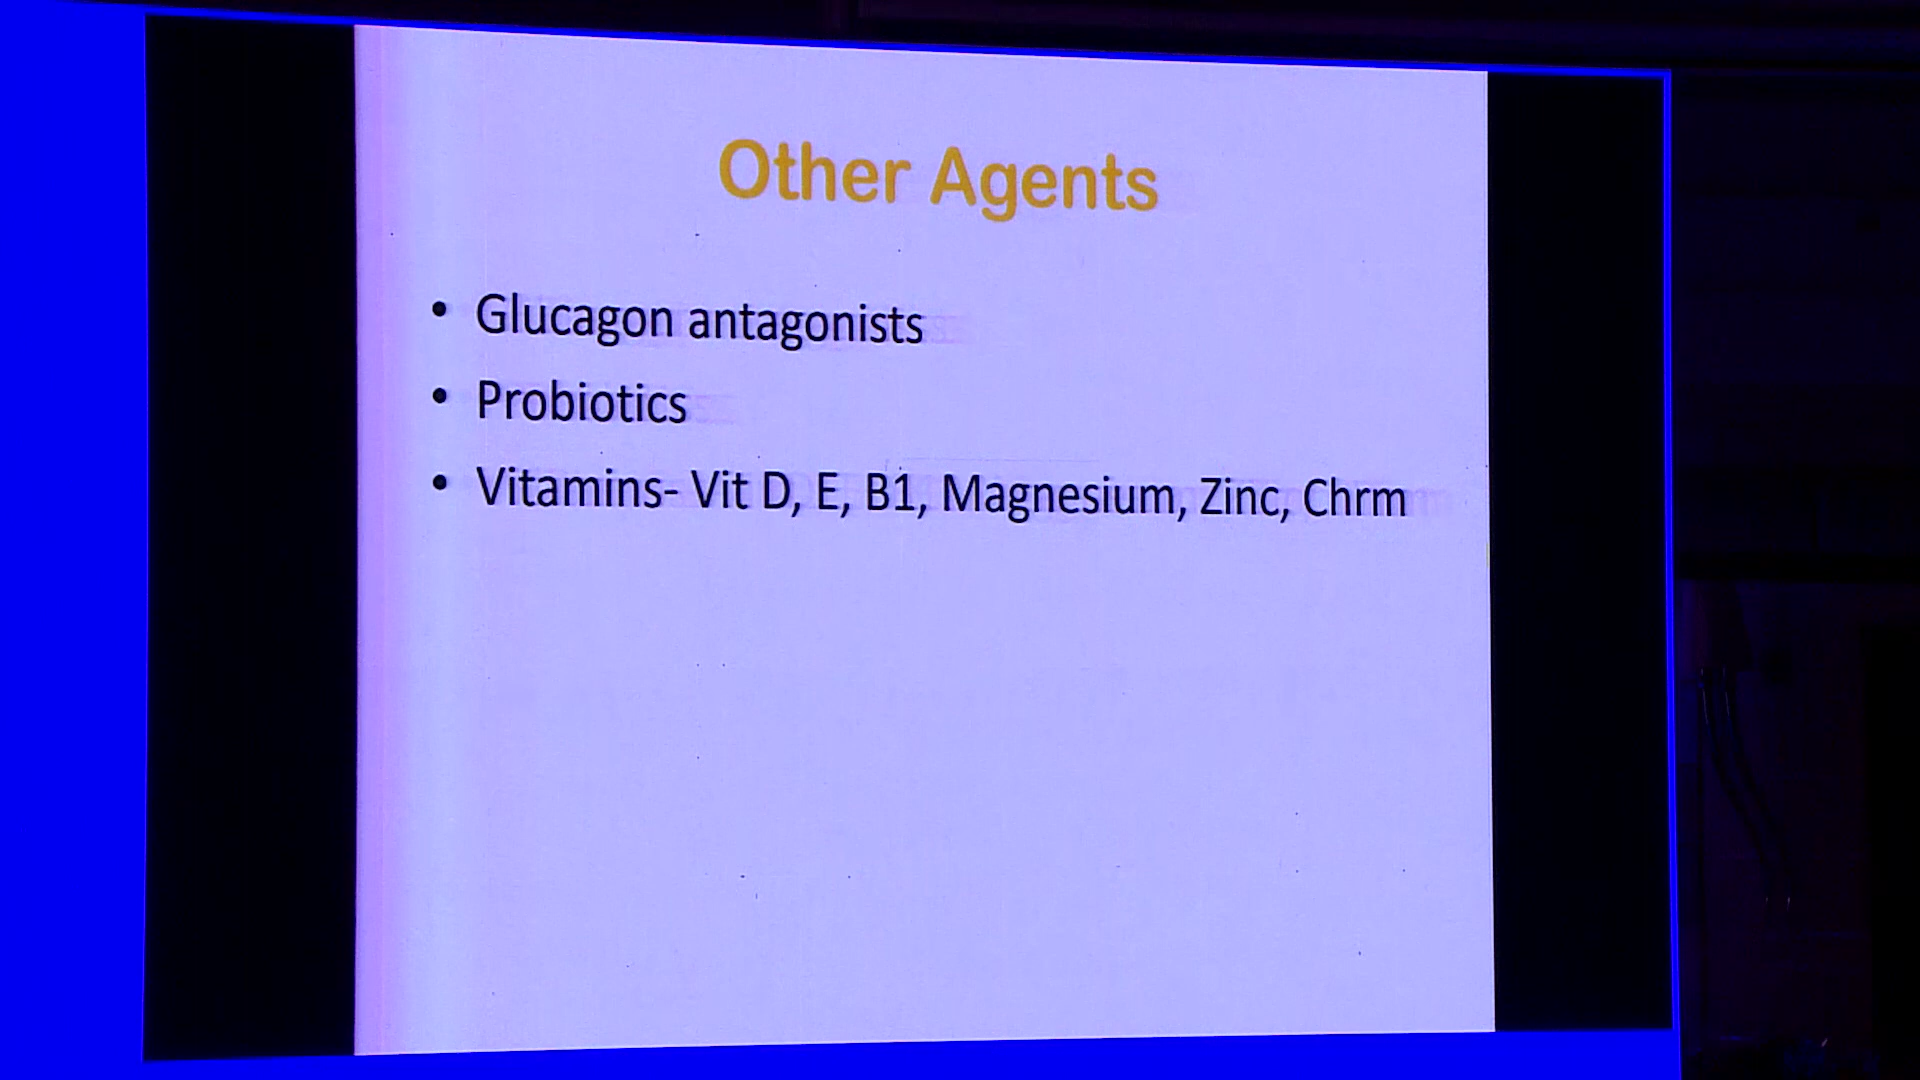 Other Agents
• Glucagon antagonists
• Probiotics
• Vitamins- Vit D, E, B1, Magnesium, Zinc, Chrm